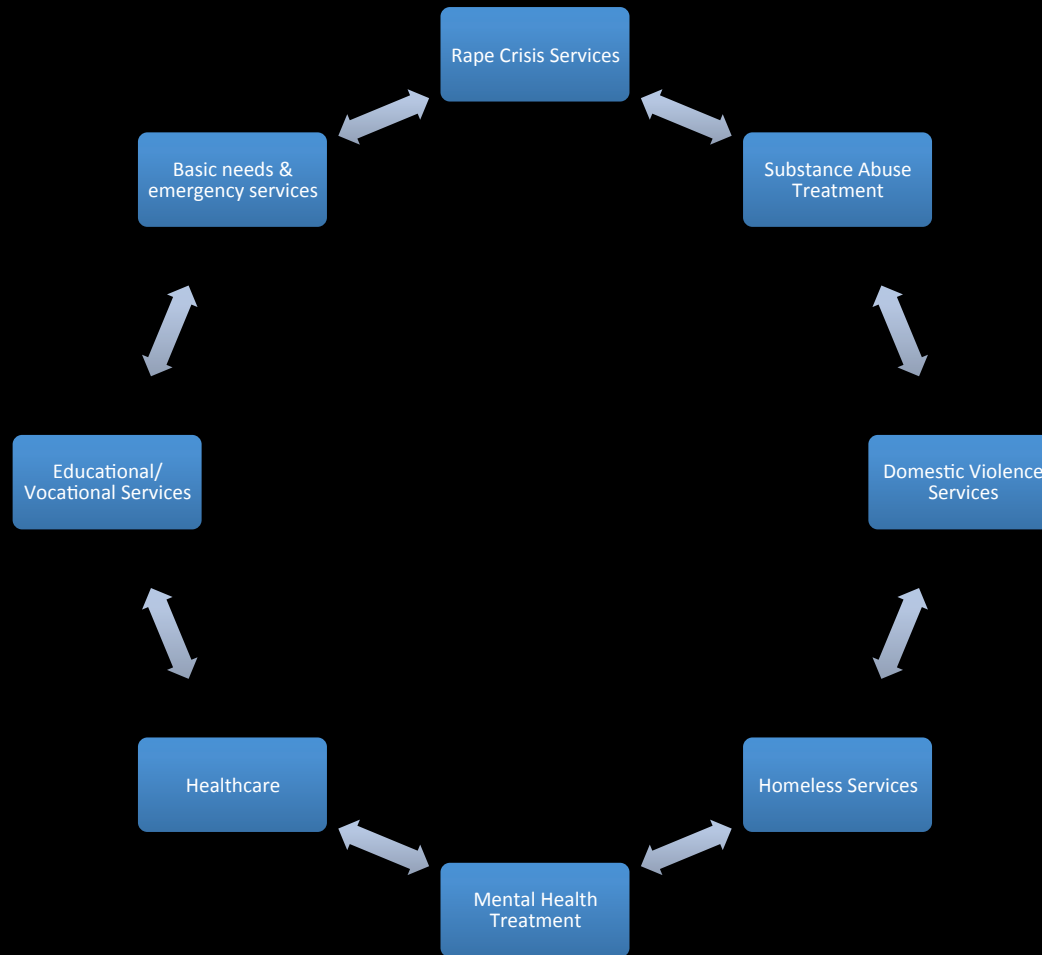 Rape Crisis Services
Substance Abuse
Treatment
Domestic Violence
Services
Homeless Services
Mental Health
Treatment
Healthcare
Educational/
Vocational Services
Basic needs &
emergency services